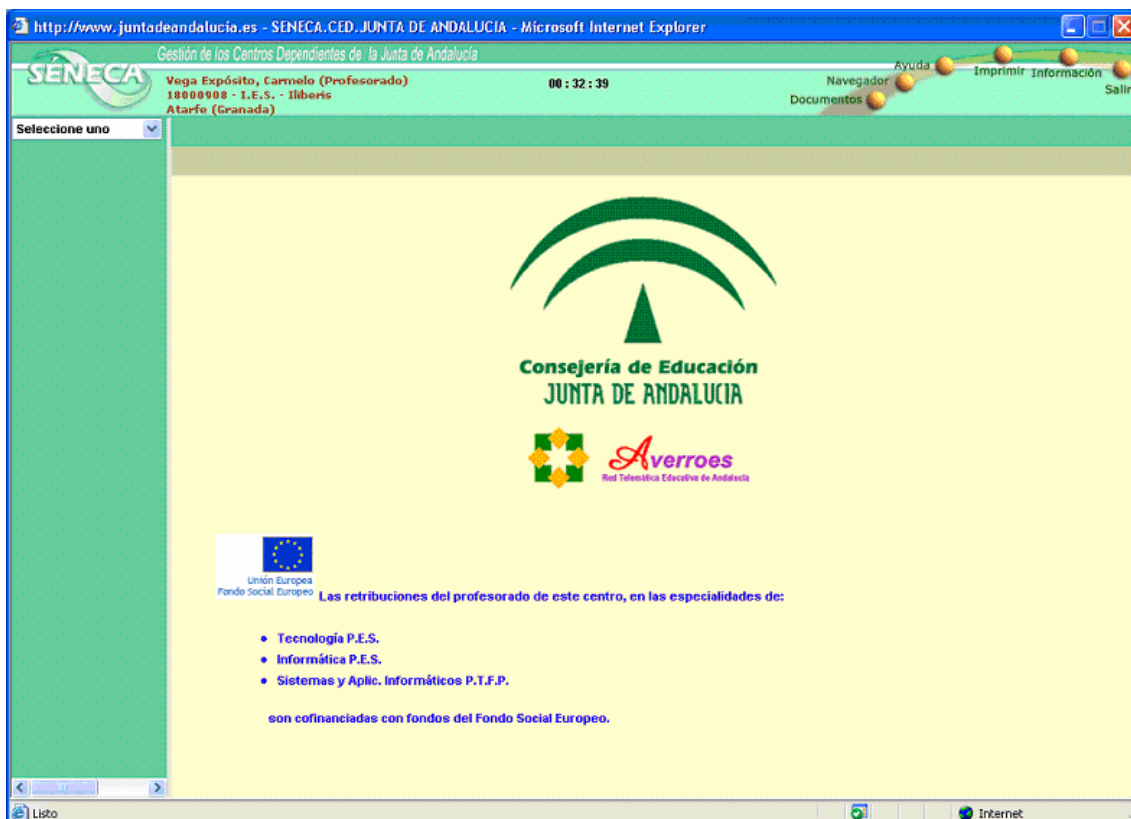 http://www.juntadeandalucia.es - SENECA.CED.JUNTA DE ANDALUCIA - Microsoft Internet Explorer
SÉNECA
Gestión de los Centros Dependientes de la Junta de Andalucía
Vega Expósito, Carmelo (Profesorado)
18000908 - I.E.S. - Iliberis
Atarfe (Granada)
00:32:39
Documentos
Navegador
Ayuda
Imprimir
Información
Salir
Seleccione uno
Consejería de Educación
JUNTA DE ANDALUCIA
Averroes
Red Telemática Educativa de Andalucía
Unión Europea
Fondo Social Europeo
Las retribuciones del profesorado de este centro, en las especialidades de:
• Tecnología P.E.S.
• Informática P.E.S.
• Sistemas y Aplic. Informáticos P.T.F.P.
son cofinanciadas con fondos del Fondo Social Europeo.
Listo
Internet